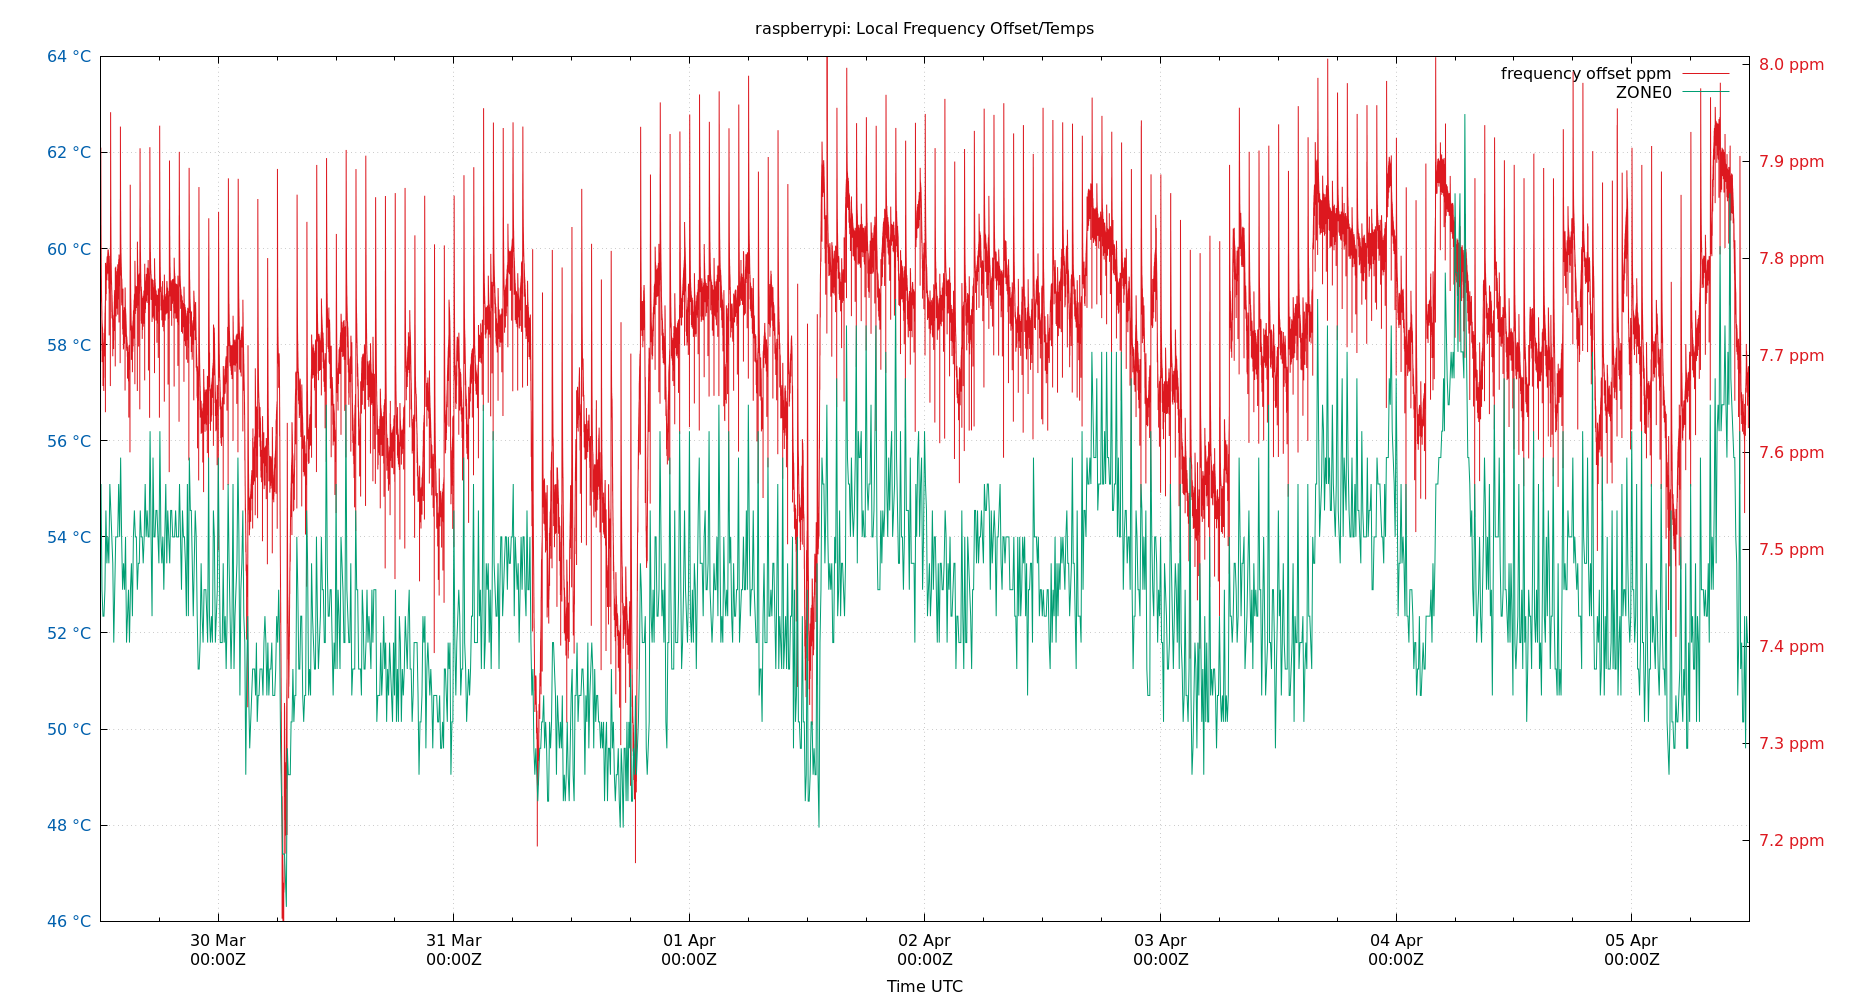 raspberrypi: Local Frequency Offset/Temps
64 °C
62 °C
60 °C
58 °C
56 °C
54 °C
52 °C
50 °C
48 °C
46 °C
8.0 ppm
7.9 ppm
7.8 ppm
7.7 ppm
7.6 ppm
7.5 ppm
7.4 ppm
7.3 ppm
7.2 ppm
frequency offset ppm
ZONE0
30 Mar 31 Mar 01 Apr 02 Apr 03 Apr 04 Apr 05 Apr
00:00Z 00:00Z 00:00Z 00:00Z 00:00Z 00:00Z 00:00Z
Time UTC